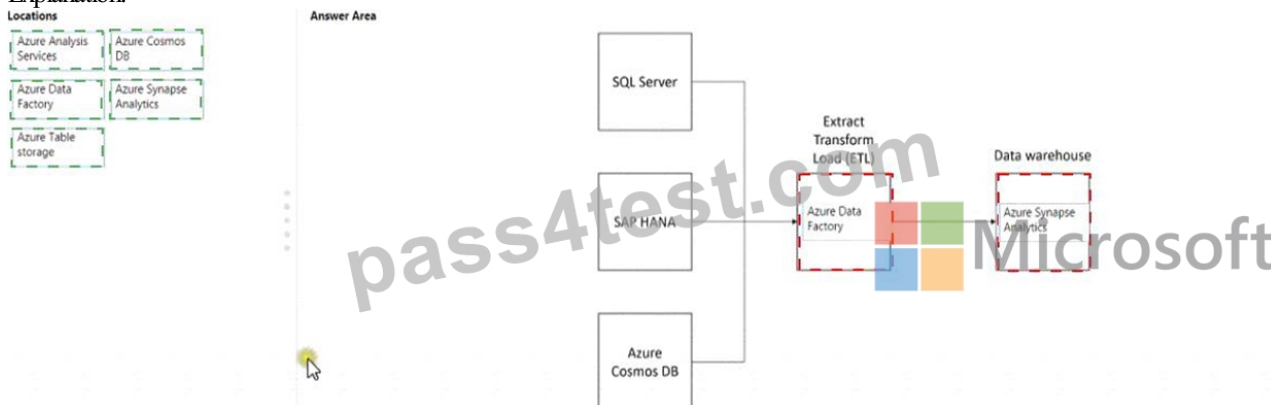 Explanation:
Locations
Answer Area
Azure Analysis
Services
Azure Cosmos
DB
Azure Data
Factory
Azure Synapse
Analytics
Azure Table
storage
SQL Server
SAP HANA
Azure
Cosmos DB
Extract
Transform
Load (ETL)
Azure Data
Factory
Data warehouse
Azure Synapse
Analytics
pass4test.com
Microsoft